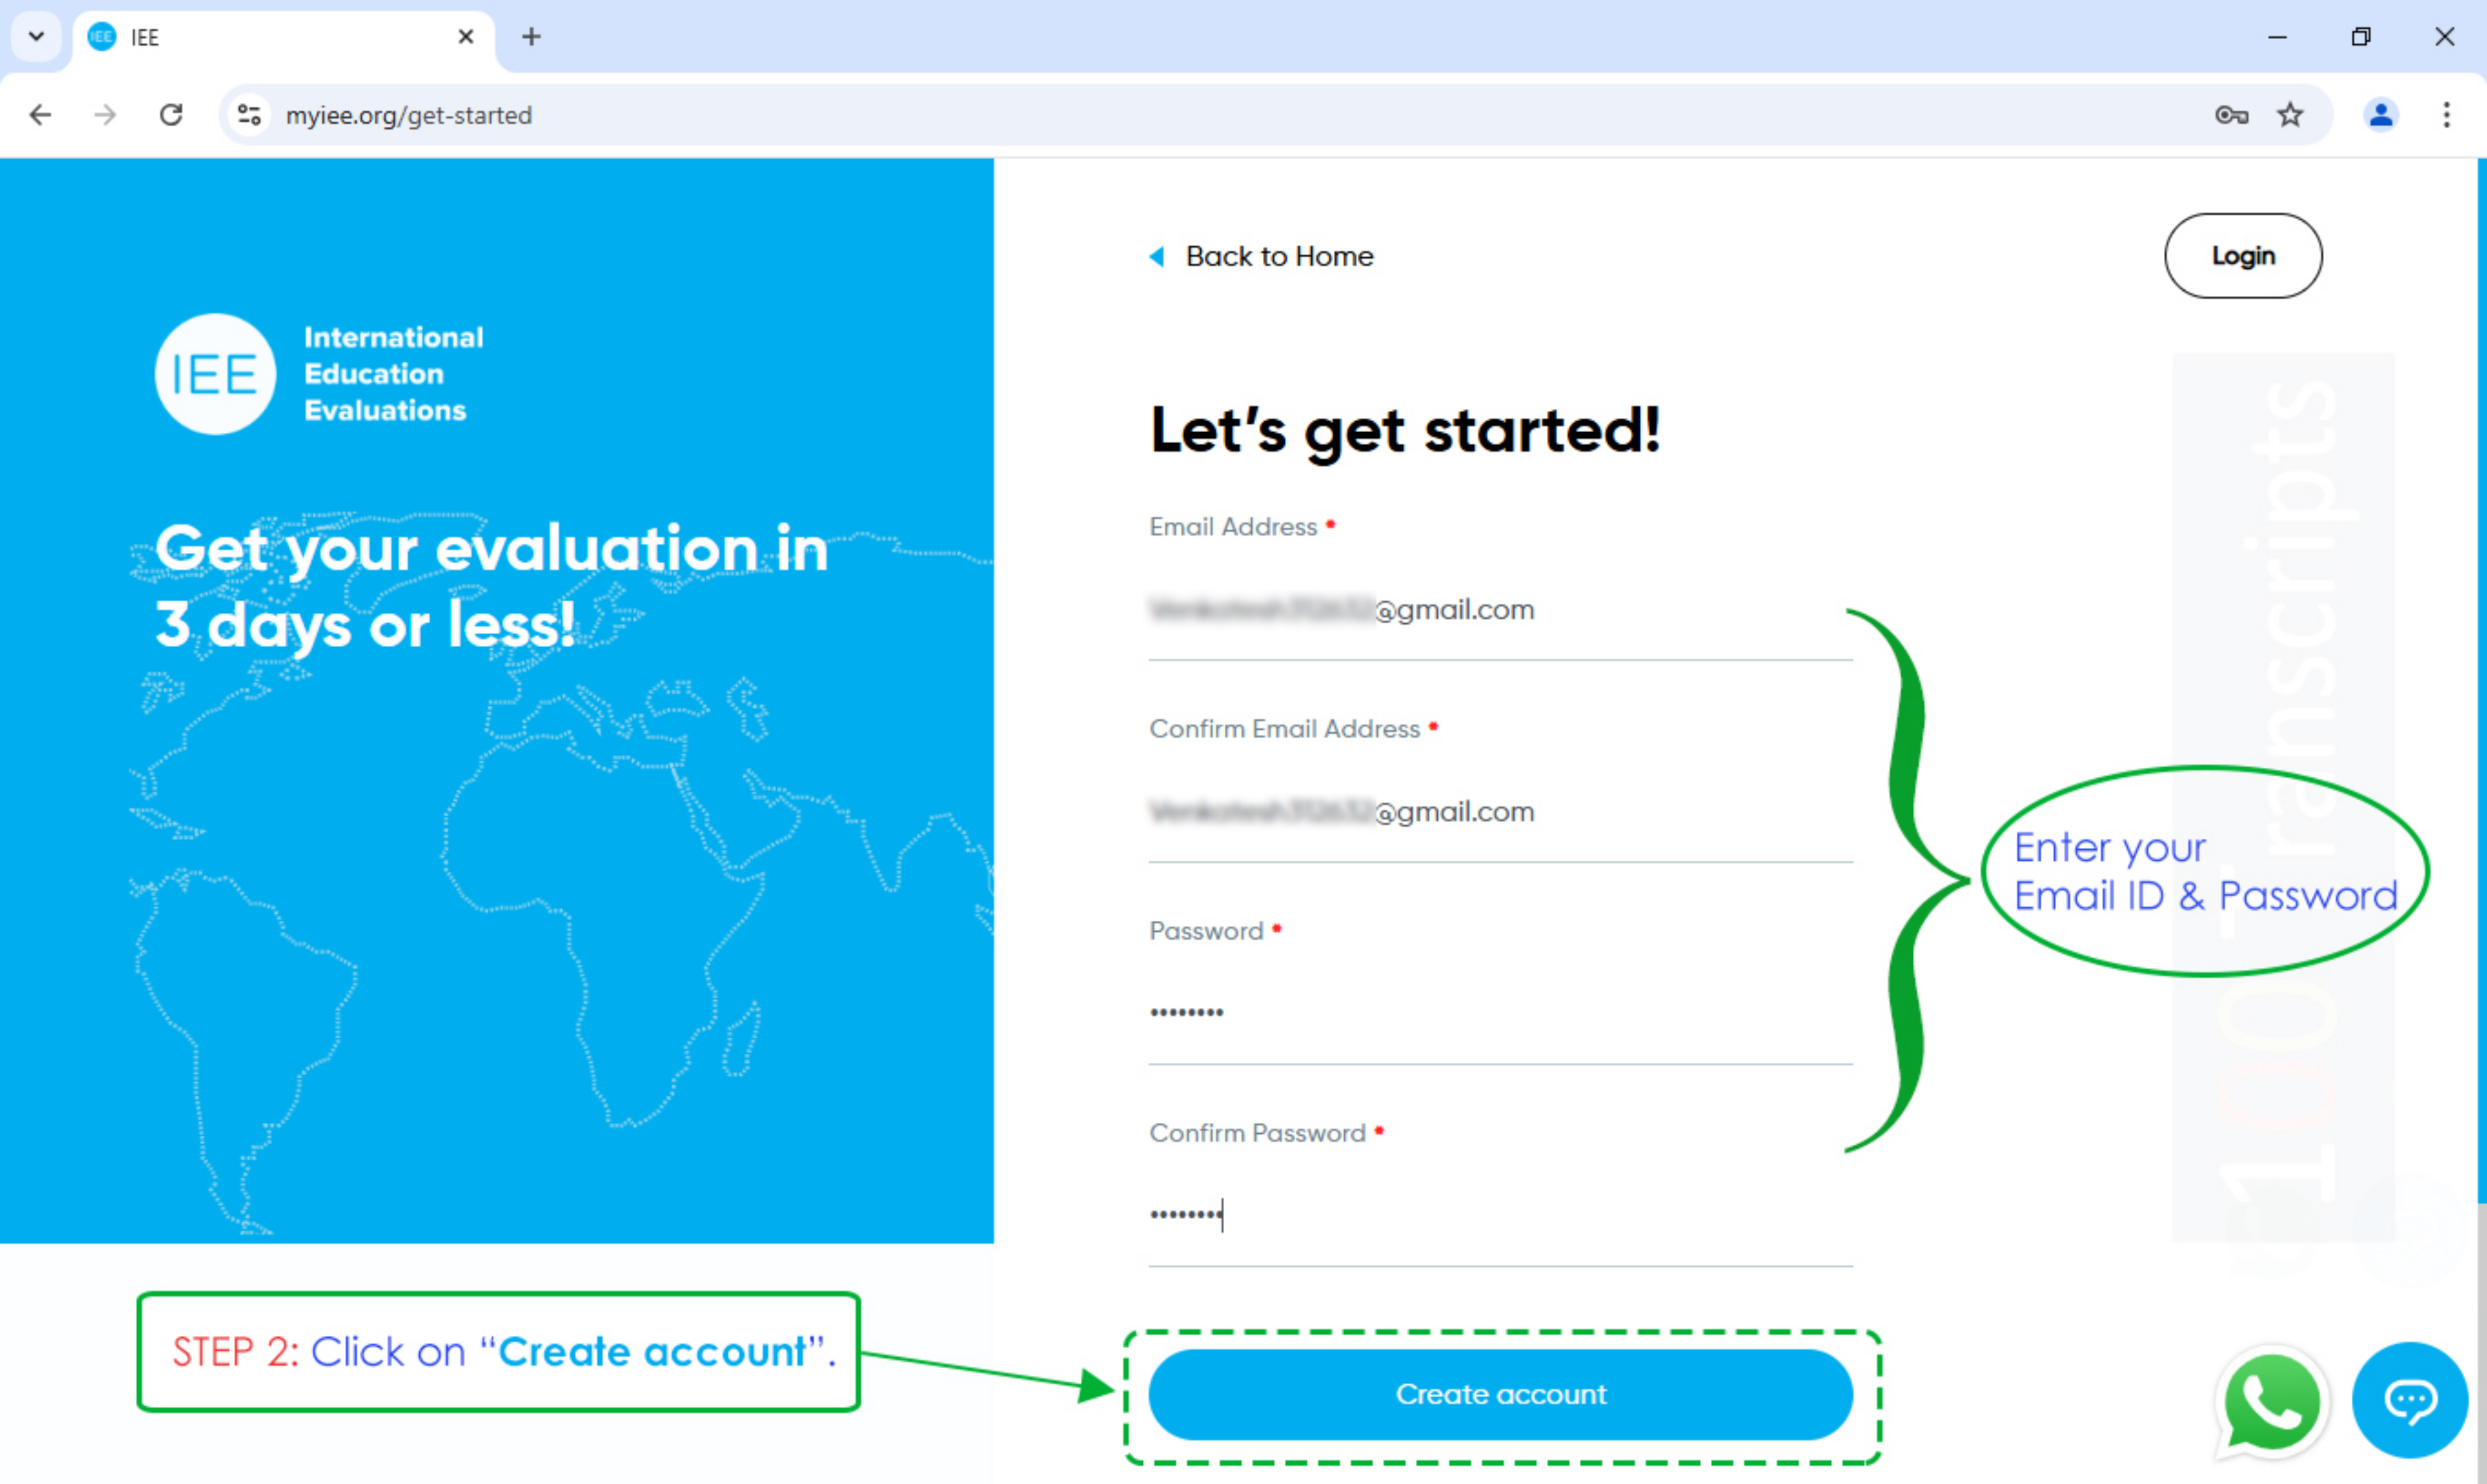 IEE
myiee.org/get-started
IEE
International
Education
Evaluations
Get your evaluation in
3 days or less!
Back to Home
Login
Let’s get started!
Email Address *
@gmail.com
Confirm Email Address *
@gmail.com
Password *
••••••••
Confirm Password *
••••••••
Enter your
Email ID & Password
STEP 2: Click on “Create account”.
Create account
100 Transcripts